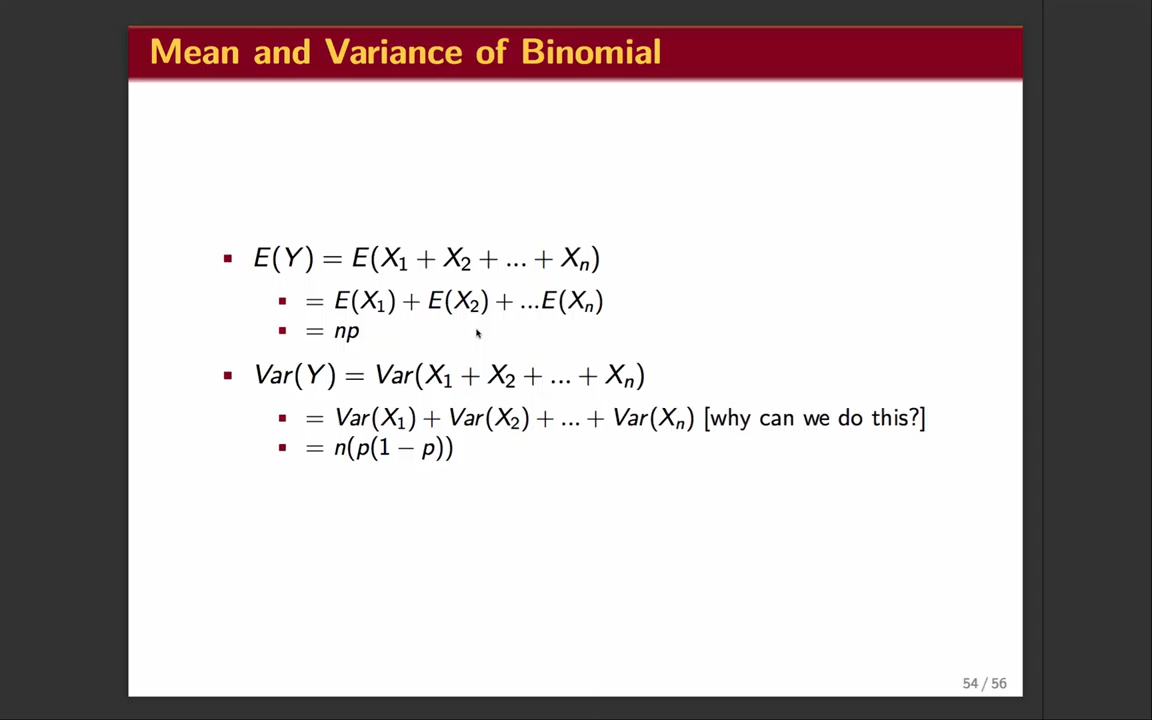 Mean and Variance of Binomial
▪ E(Y) = E(X₁ + X₂ + ... + Xₙ)
▪ = E(X₁) + E(X₂) + ...E(Xₙ)
▪ = np
▪ Var(Y) = Var(X₁ + X₂ + ... + Xₙ)
▪ = Var(X₁) + Var(X₂) + ... + Var(Xₙ) [why can we do this?]
▪ = n(p(1 − p))
54 / 56